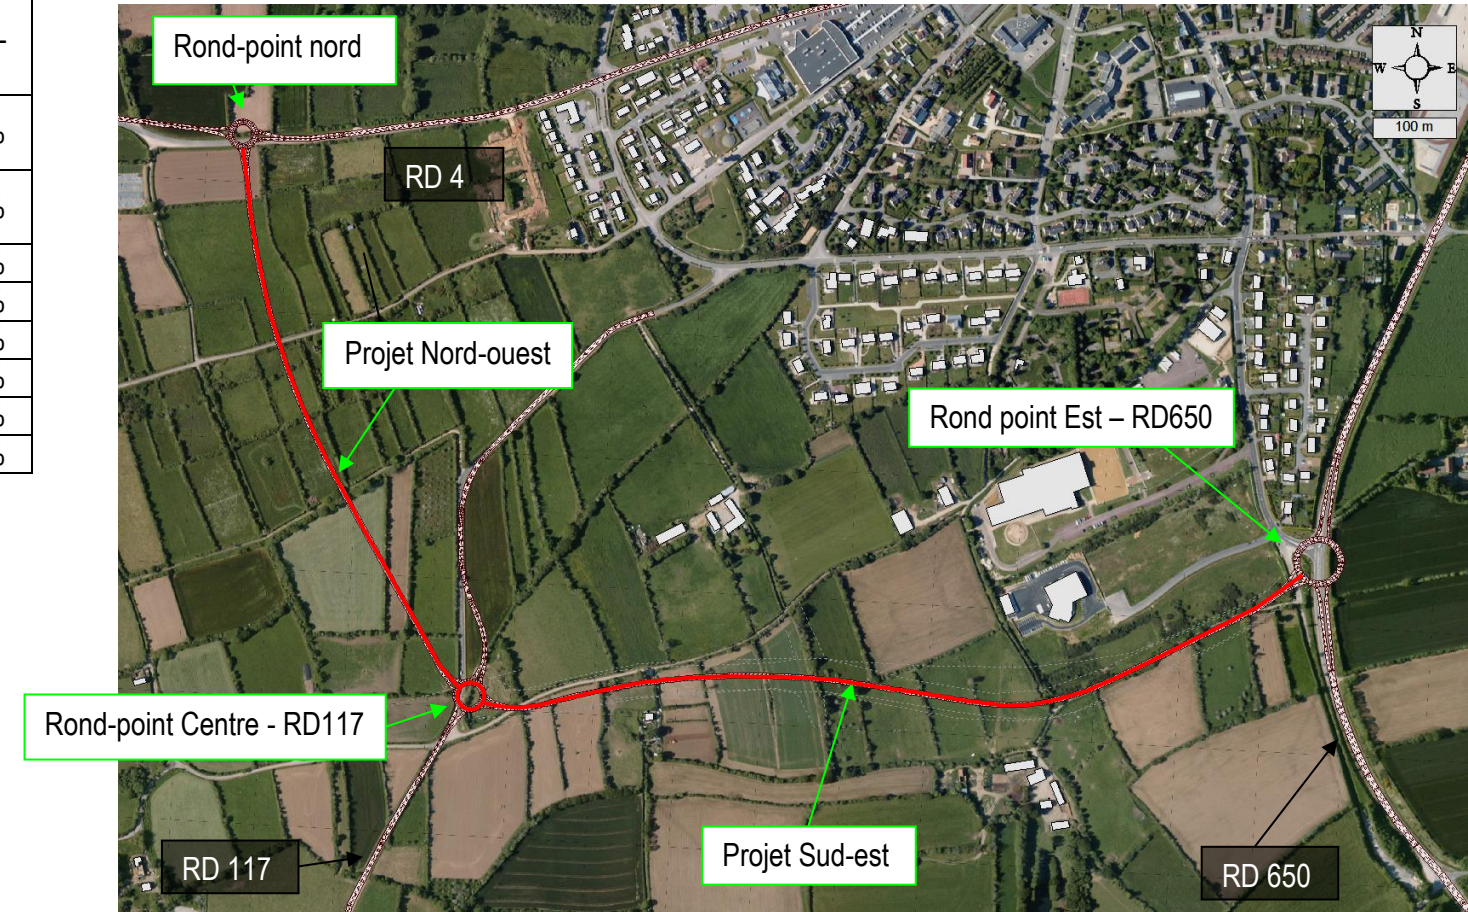 Rond-point nord
N
W E
S
100 m
RD 4
Projet Nord-ouest
Rond point Est – RD650
Rond-point Centre - RD117
Projet Sud-est
RD 117
RD 650